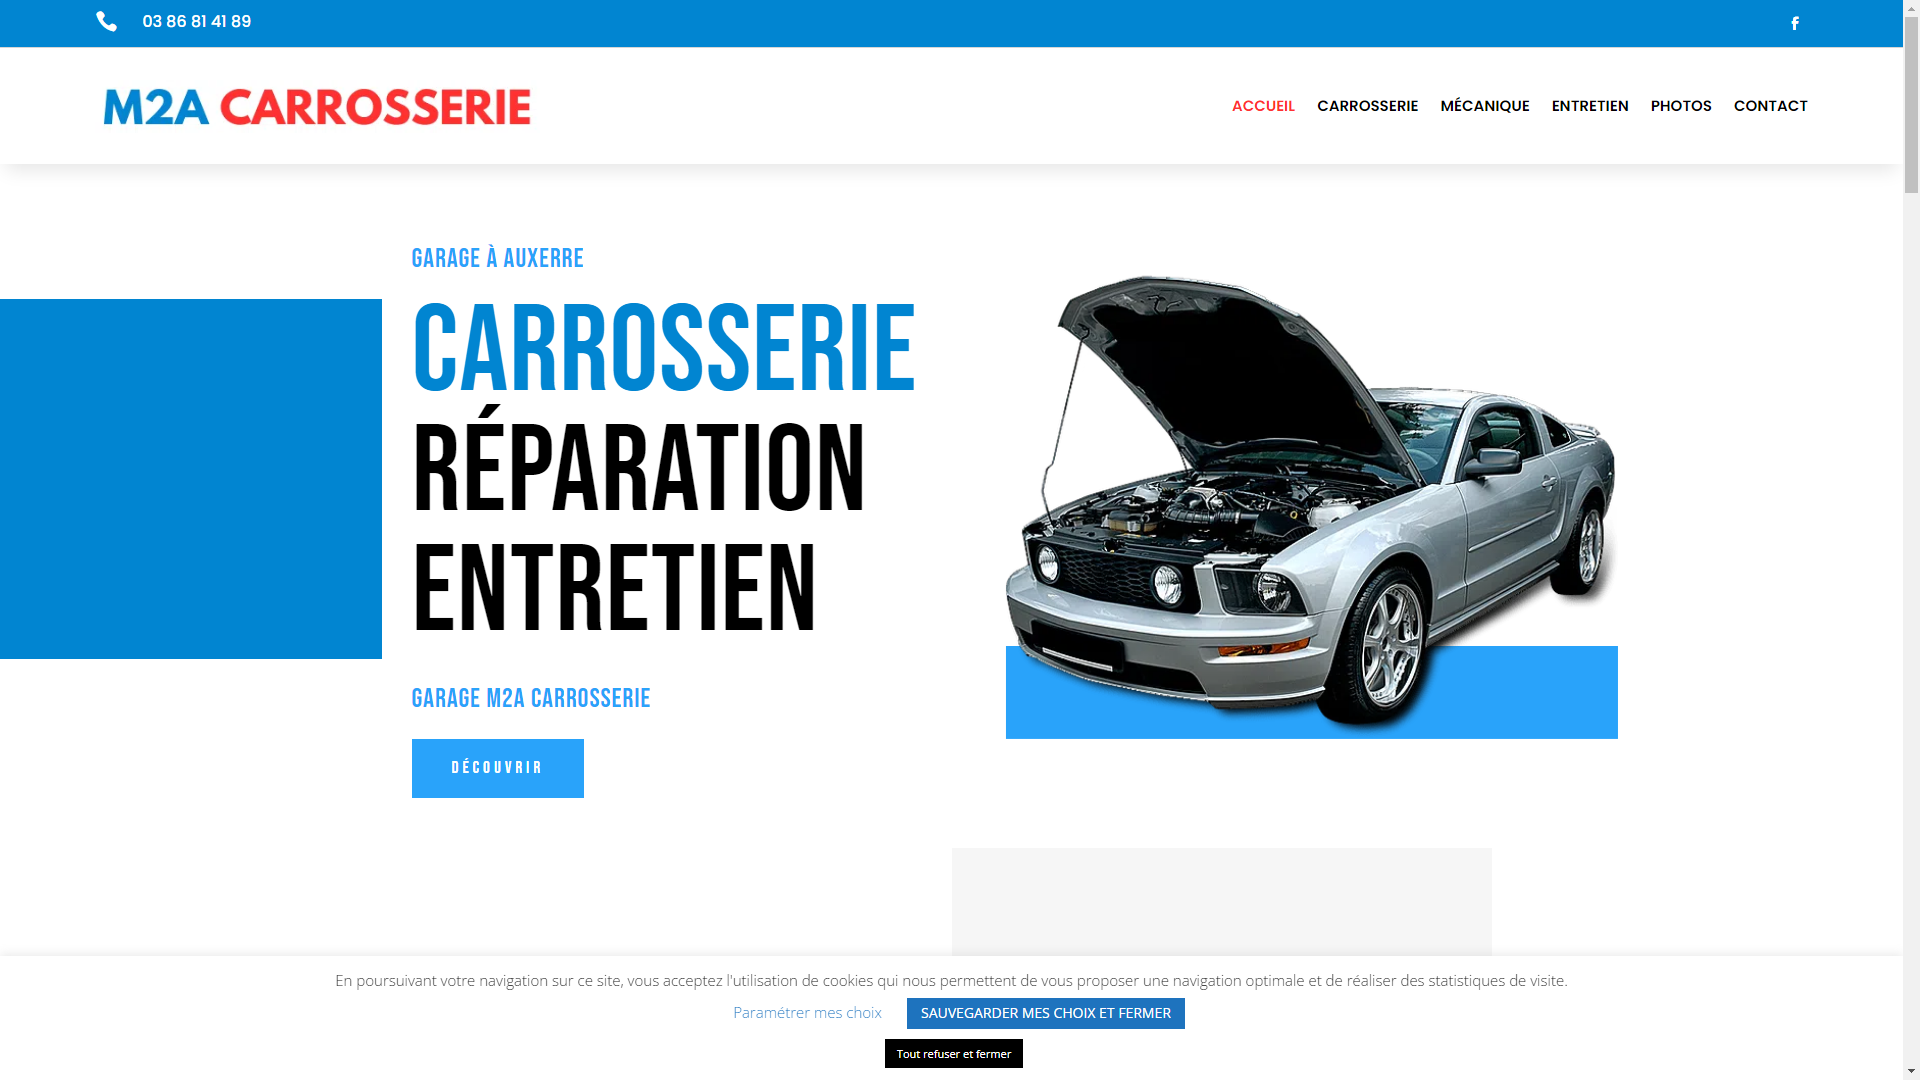 03 86 81 41 89
M2A CARROSSERIE
ACCUEIL CARROSSERIE MÉCANIQUE ENTRETIEN PHOTOS CONTACT
GARAGE À AUXERRE
CARROSSERIE
RÉPARATION
ENTRETIEN
GARAGE M2A CARROSSERIE
DÉCOUVRIR
En poursuivant votre navigation sur ce site, vous acceptez l'utilisation de cookies qui nous permettent de vous proposer une navigation optimale et de réaliser des statistiques de visite.
Paramétrer mes choix SAUVEGARDER MES CHOIX ET FERMER
Tout refuser et fermer